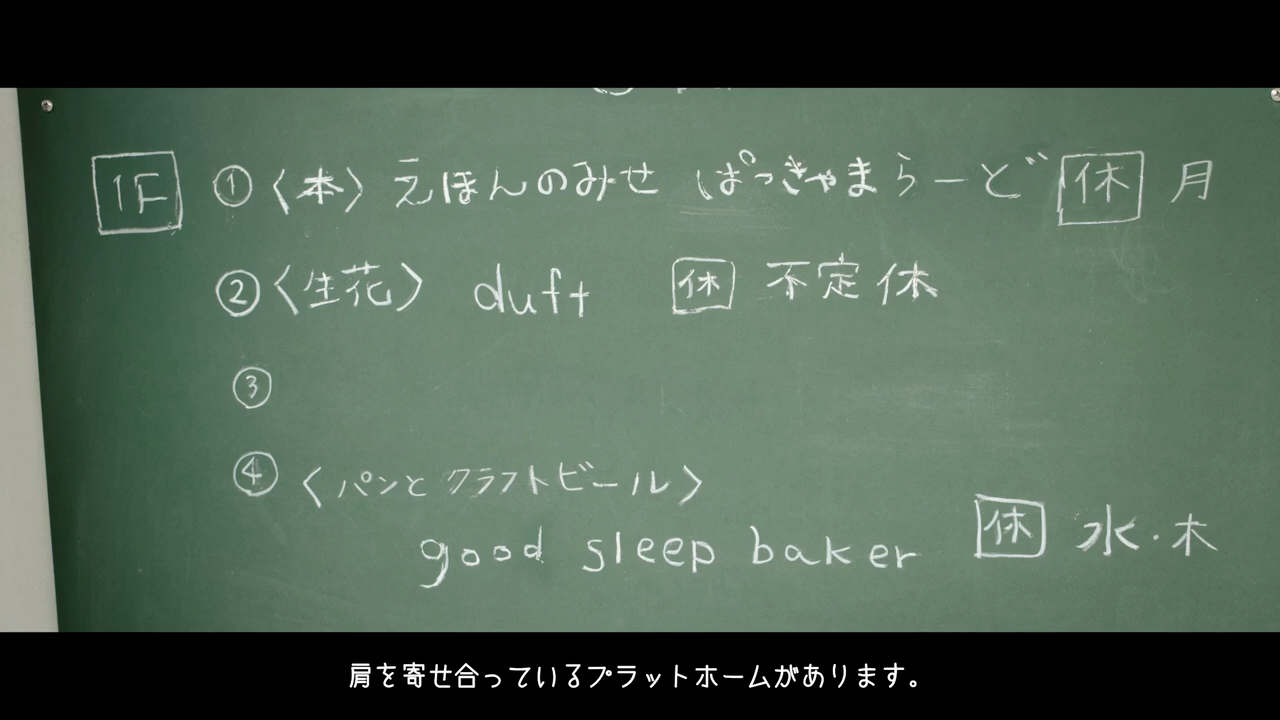 1F ① 〈本〉 えほんのみせ ぱっきゃまらーど 休 月
② 〈生花〉 duft 休 不定休
③
④ 〈パンとクラフトビール〉
good sleep baker 休 水・木
肩を寄せ合っているプラットホームがあります。